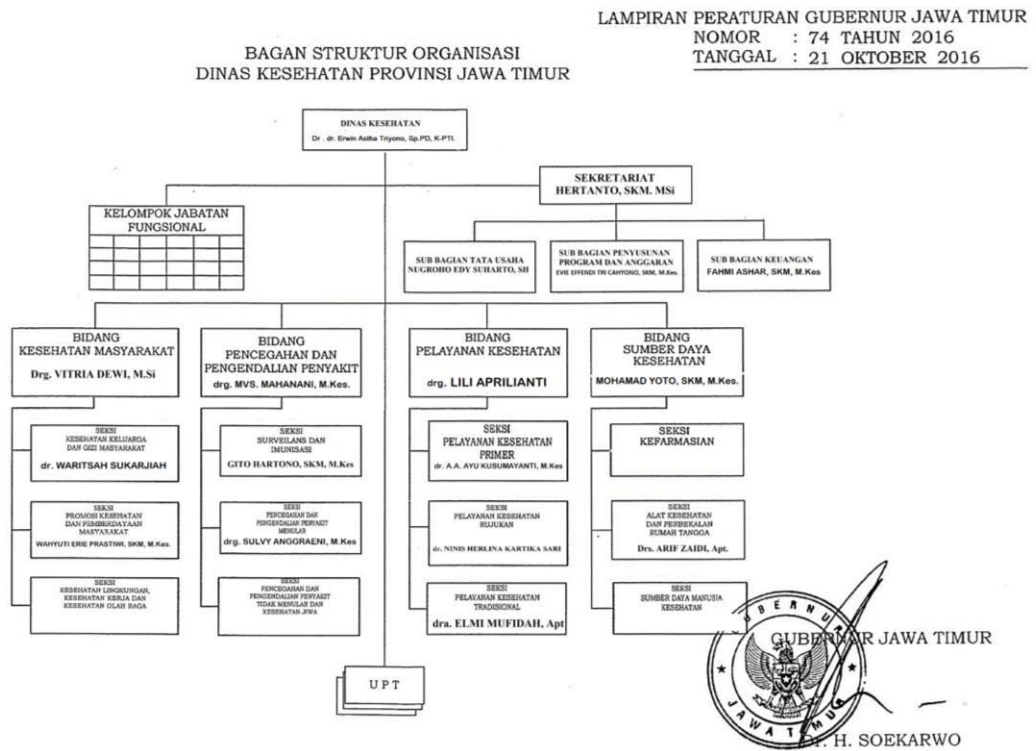 LAMPIRAN PERATURAN GUBERNUR JAWA TIMUR
NOMOR : 74 TAHUN 2016
TANGGAL : 21 OKTOBER 2016
BAGAN STRUKTUR ORGANISASI
DINAS KESEHATAN PROVINSI JAWA TIMUR
DINAS KESEHATAN
Dr . dr. Erwin Astha Triyono, Sp.PD, K-PTI.
SEKRETARIAT
HERTANTO, SKM. MSi
KELOMPOK JABATAN
FUNGSIONAL
SUB BAGIAN TATA USAHA
NUGROHO EDY SUHARTO, SH
SUB BAGIAN PENYUSUNAN
PROGRAM DAN ANGGARAN
EVIE EFFENDI TRI CAHYONO, SKM, M.Kes.
SUB BAGIAN KEUANGAN
FAHMI ASHAR, SKM, M.Kes
BIDANG
KESEHATAN MASYARAKAT
Drg. VITRIA DEWI, M.Si
BIDANG
PENCEGAHAN DAN
PENGENDALIAN PENYAKIT
drg. MVS. MAHANANI, M.Kes.
BIDANG
PELAYANAN KESEHATAN
drg. LILI APRILIANTI
BIDANG
SUMBER DAYA
KESEHATAN
MOHAMAD YOTO, SKM, M.Kes.
SEKSI
KESEHATAN KELUARGA
DAN GIZI MASYARAKAT
dr. WARITSAH SUKARJIAH
SEKSI
SURVEILANS DAN
IMUNISASI
GITO HARTONO, SKM, M.Kes
SEKSI
PELAYANAN KESEHATAN
PRIMER
dr. A.A. AYU KUSUMAYANTI, M.Kes
SEKSI
KEFARMASIAN
SEKSI
PROMOSI KESEHATAN
DAN PEMBERDAYAAN
MASYARAKAT
WAHYUTI ERIE PRASTIWI, SKM, M.Kes.
SEKSI
PENCEGAHAN DAN
PENGENDALIAN PENYAKIT
MENULAR
drg. SULVY ANGGRAENI, M.Kes
SEKSI
PELAYANAN KESEHATAN
RUJUKAN
dr. NINIS HERLINA KARTIKA SARI
SEKSI
ALAT KESEHATAN
DAN PERBEKALAN
RUMAH TANGGA
Drs. ARIF ZAIDI, Apt.
SEKSI
KESEHATAN LINGKUNGAN,
KESEHATAN KERJA DAN
KESEHATAN OLAH RAGA
SEKSI
PENCEGAHAN DAN
PENGENDALIAN PENYAKIT
TIDAK MENULAR DAN
KESEHATAN JIWA
SEKSI
PELAYANAN KESEHATAN
TRADISIONAL
dra. ELMI MUFIDAH, Apt
SEKSI
SUMBER DAYA MANUSIA
KESEHATAN
UPT
GUBERNUR
JAWA TIMUR
GUBERNUR JAWA TIMUR
H. SOEKARWO